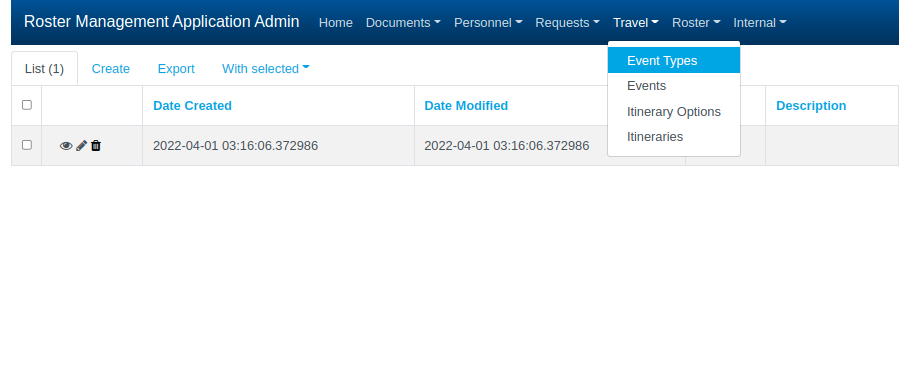 Roster Management Application Admin Home Documents Personnel Requests Travel Roster Internal
List (1) Create Export With selected
Event Types
Events
Itinerary Options
Itineraries
Date Created Date Modified Description
2022-04-01 03:16:06.372986 2022-04-01 03:16:06.372986